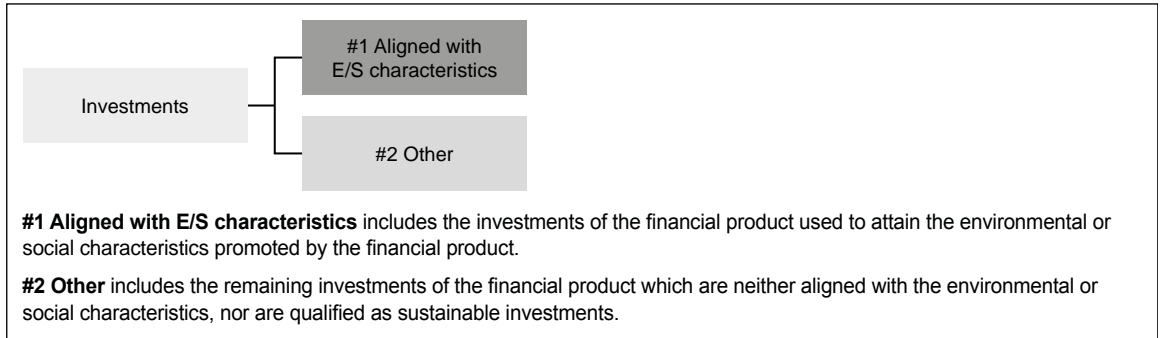 #1 Aligned with
E/S characteristics
Investments
#2 Other
#1 Aligned with E/S characteristics includes the investments of the financial product used to attain the environmental or
social characteristics promoted by the financial product.
#2 Other includes the remaining investments of the financial product which are neither aligned with the environmental or
social characteristics, nor are qualified as sustainable investments.